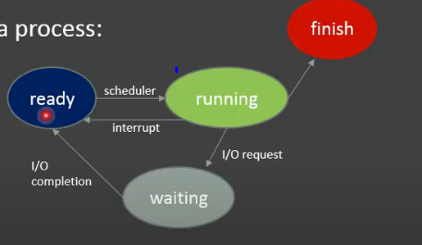 a process:
finish
ready
scheduler
running
interrupt
I/O request
I/O
completion
waiting